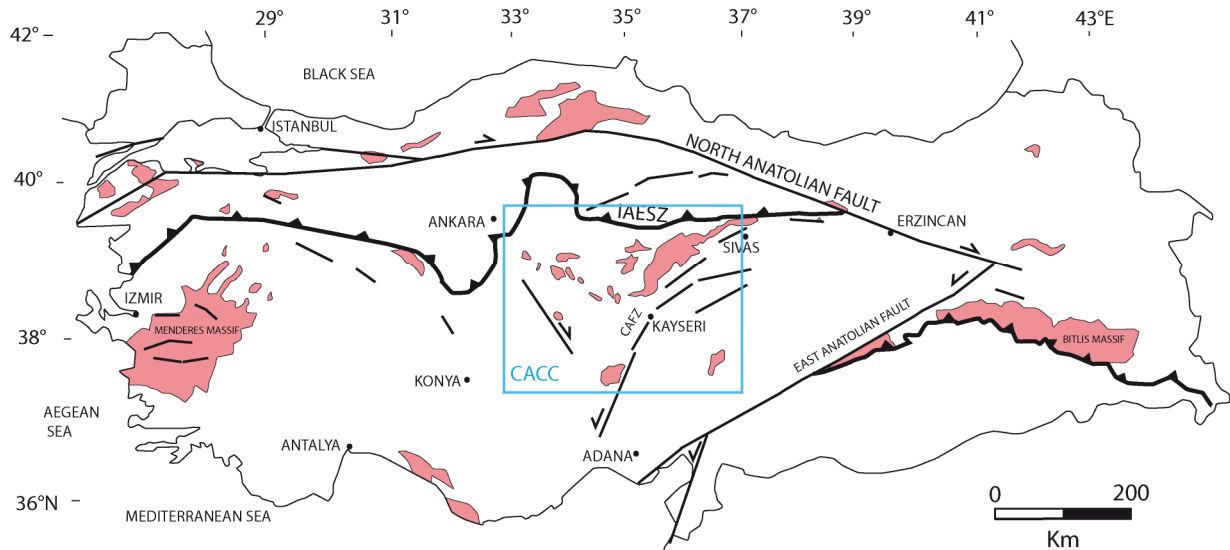 29° 31° 33° 35° 37° 39° 41° 43°E
42°
BLACK SEA
ISTANBUL
NORTH ANATOLIAN FAULT
40°
ANKARA
IAESZ
ERZINCAN
SIVAS
IZMIR
MENDERES MASSIF
CAFZ
KAYSERI
38°
EAST ANATOLIAN FAULT
BITLIS MASSIF
CACC
KONYA
AEGEAN
SEA
ANTALYA
ADANA
36°N
MEDITERRANEAN SEA
0 200
Km